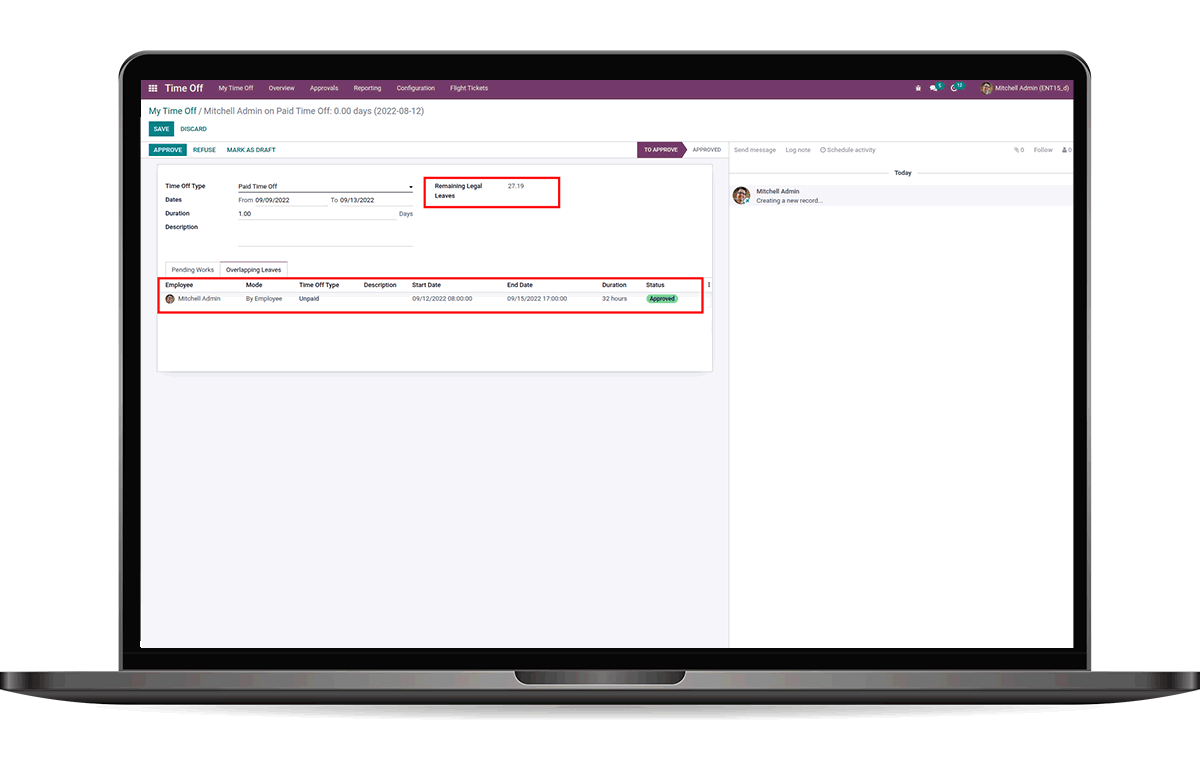 Time Off My Time Off Overview Approvals Reporting Configuration Flight Tickets 5 12 Mitchell Admin (ENT15_d)
My Time Off / Mitchell Admin on Paid Time Off: 0.00 days (2022-08-12)
SAVE DISCARD
APPROVE REFUSE MARK AS DRAFT TO APPROVE APPROVED Send message Log note Schedule activity 0 Follow 0
Today
Time Off Type Paid Time Off Remaining Legal 27.19
Leaves
Dates From 09/09/2022 To 09/13/2022
Duration 1.00 Days
Description
Mitchell Admin
Creating a new record...
Pending Works Overlapping Leaves
Employee Mode Time Off Type Description Start Date End Date Duration Status
Mitchell Admin By Employee Unpaid 09/12/2022 08:00:00 09/15/2022 17:00:00 32 hours Approved